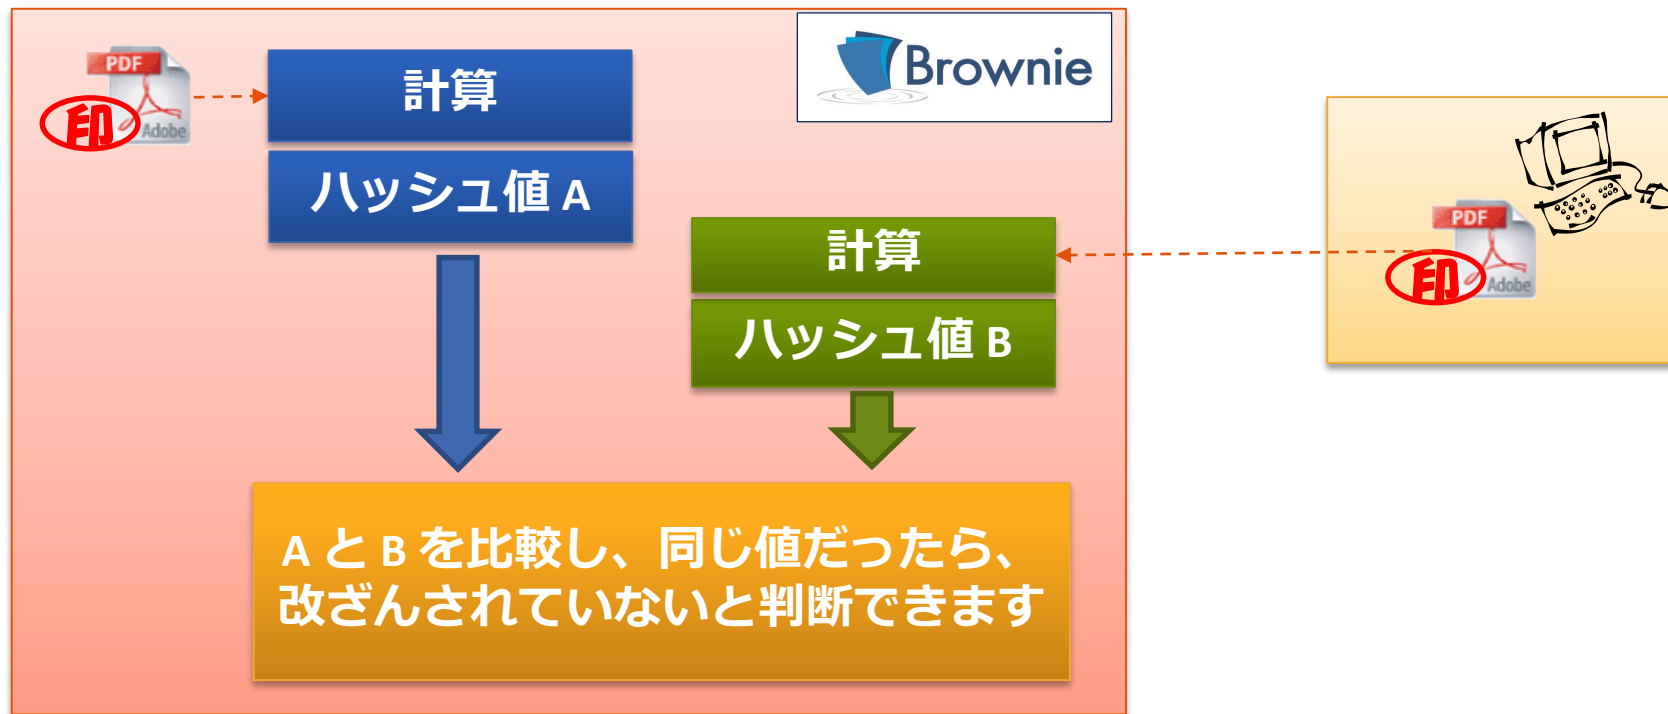 PDF
印
Adobe
計算
ハッシュ値 A
Brownie
計算
ハッシュ値 B
PDF
印
Adobe
A と B を比較し、同じ値だったら、
改ざんされていないと判断できます